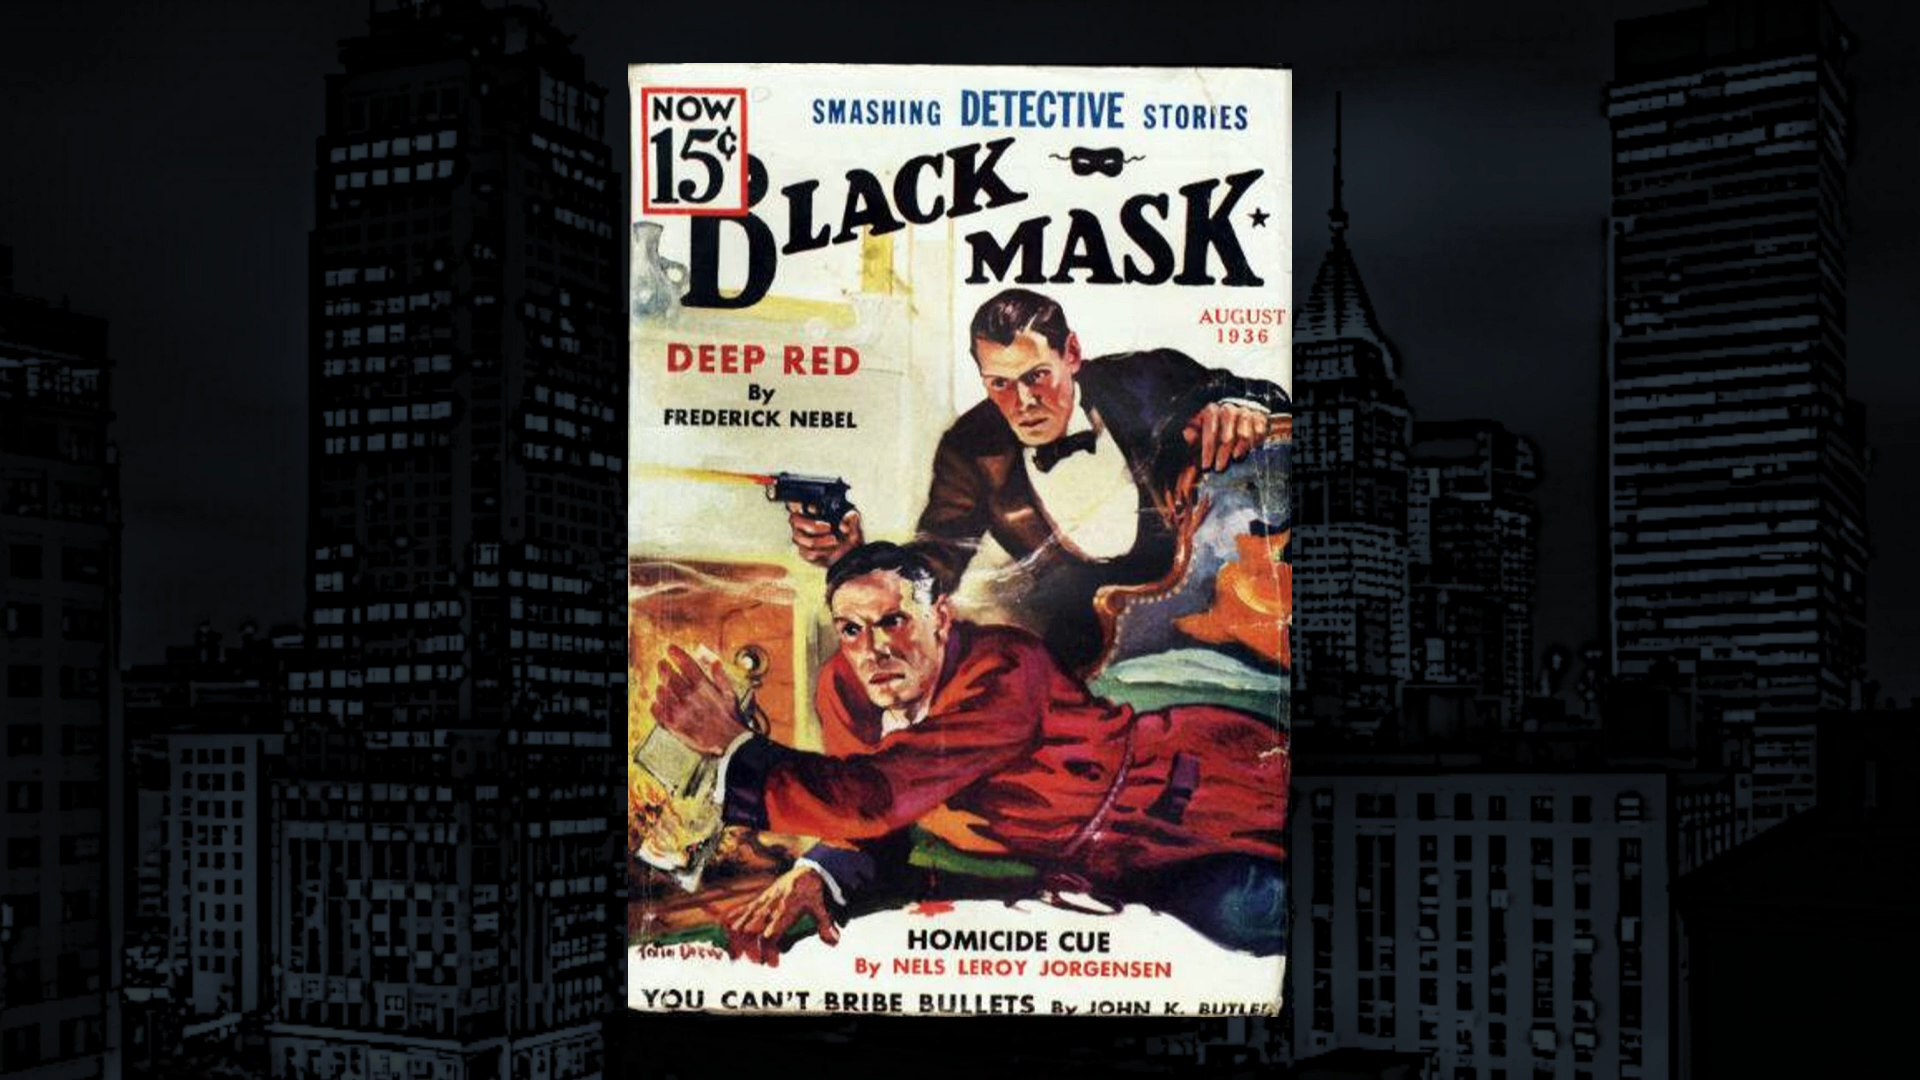 NOW
15¢
SMASHING DETECTIVE STORIES
BLACK
MASK
AUGUST
1936
DEEP RED
By
FREDERICK NEBEL
HOMICIDE CUE
By NELS LEROY JORGENSEN
YOU CAN'T BRIBE BULLETS By JOHN K. BUTLER